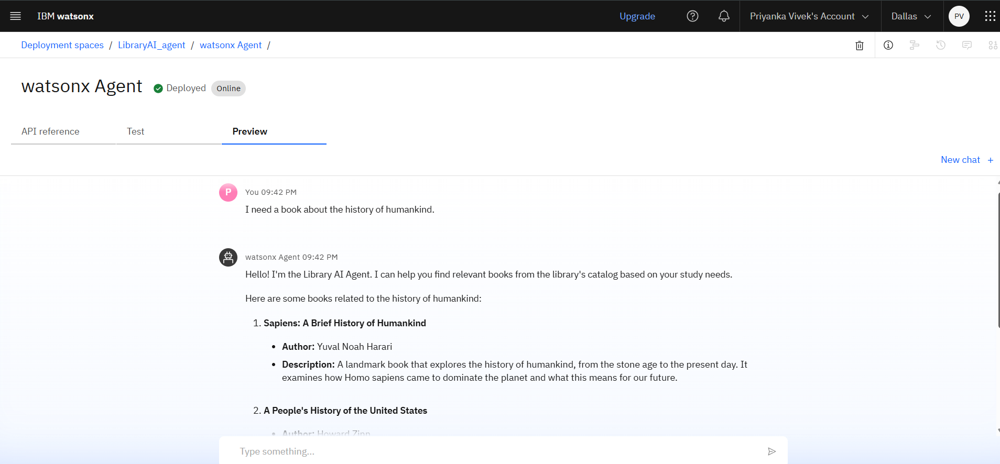 IBM watsonx
Upgrade
Priyanka Vivek's Account
Dallas
PV
Deployment spaces / LibraryAI_agent / watsonx Agent /
watsonx Agent
Deployed
Online
API reference
Test
Preview
New chat +
P
You 09:42 PM
I need a book about the history of humankind.
watsonx Agent 09:42 PM
Hello! I'm the Library AI Agent. I can help you find relevant books from the library's catalog based on your study needs.
Here are some books related to the history of humankind:
1. Sapiens: A Brief History of Humankind
• Author: Yuval Noah Harari
• Description: A landmark book that explores the history of humankind, from the stone age to the present day. It
examines how Homo sapiens came to dominate the planet and what this means for our future.
2. A People's History of the United States
• Author: Howard Zinn
Type something...